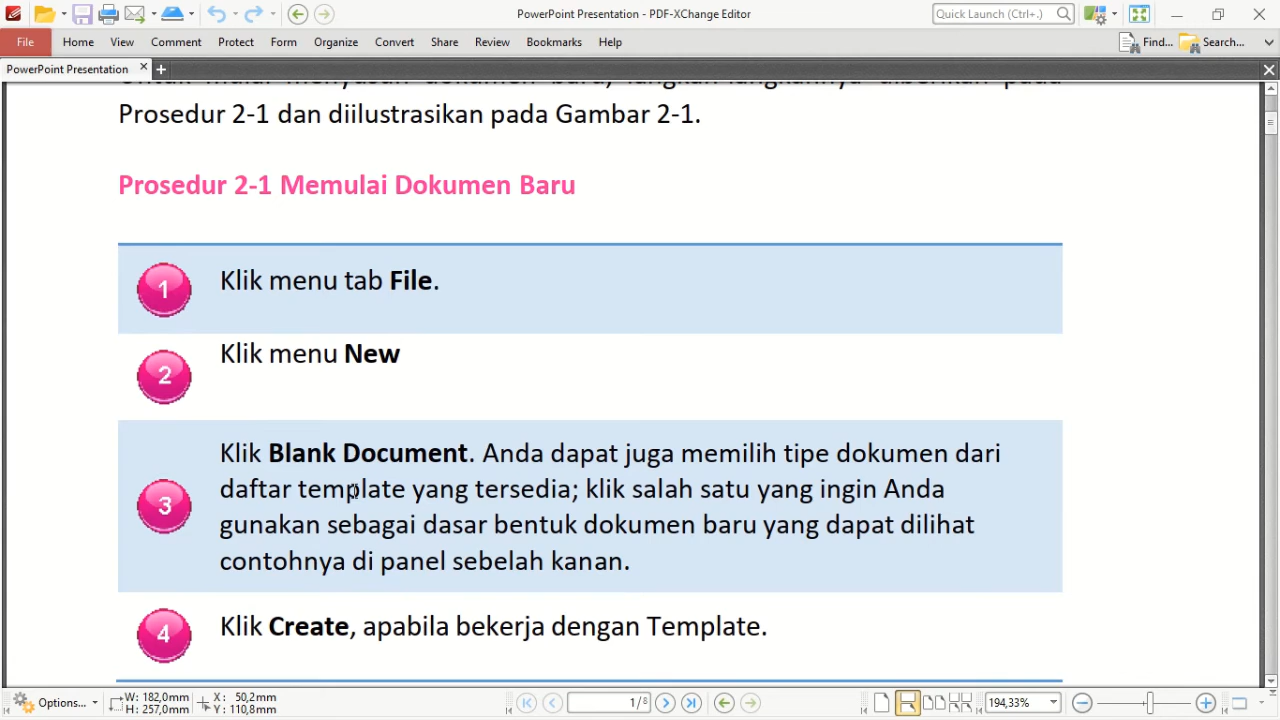 PowerPoint Presentation - PDF-XChange Editor
Quick Launch (Ctrl+.)
File Home View Comment Protect Form Organize Convert Share Review Bookmarks Help Find... Search...
PowerPoint Presentation
Prosedur 2-1 dan diilustrasikan pada Gambar 2-1.
Prosedur 2-1 Memulai Dokumen Baru
1 Klik menu tab File.
2 Klik menu New
3 Klik Blank Document. Anda dapat juga memilih tipe dokumen dari
daftar template yang tersedia; klik salah satu yang ingin Anda
gunakan sebagai dasar bentuk dokumen baru yang dapat dilihat
contohnya di panel sebelah kanan.
4 Klik Create, apabila bekerja dengan Template.
Options... W: 182,0mm X: 50,2mm 1/8 194,33%
H: 257,0mm Y: 110,8mm